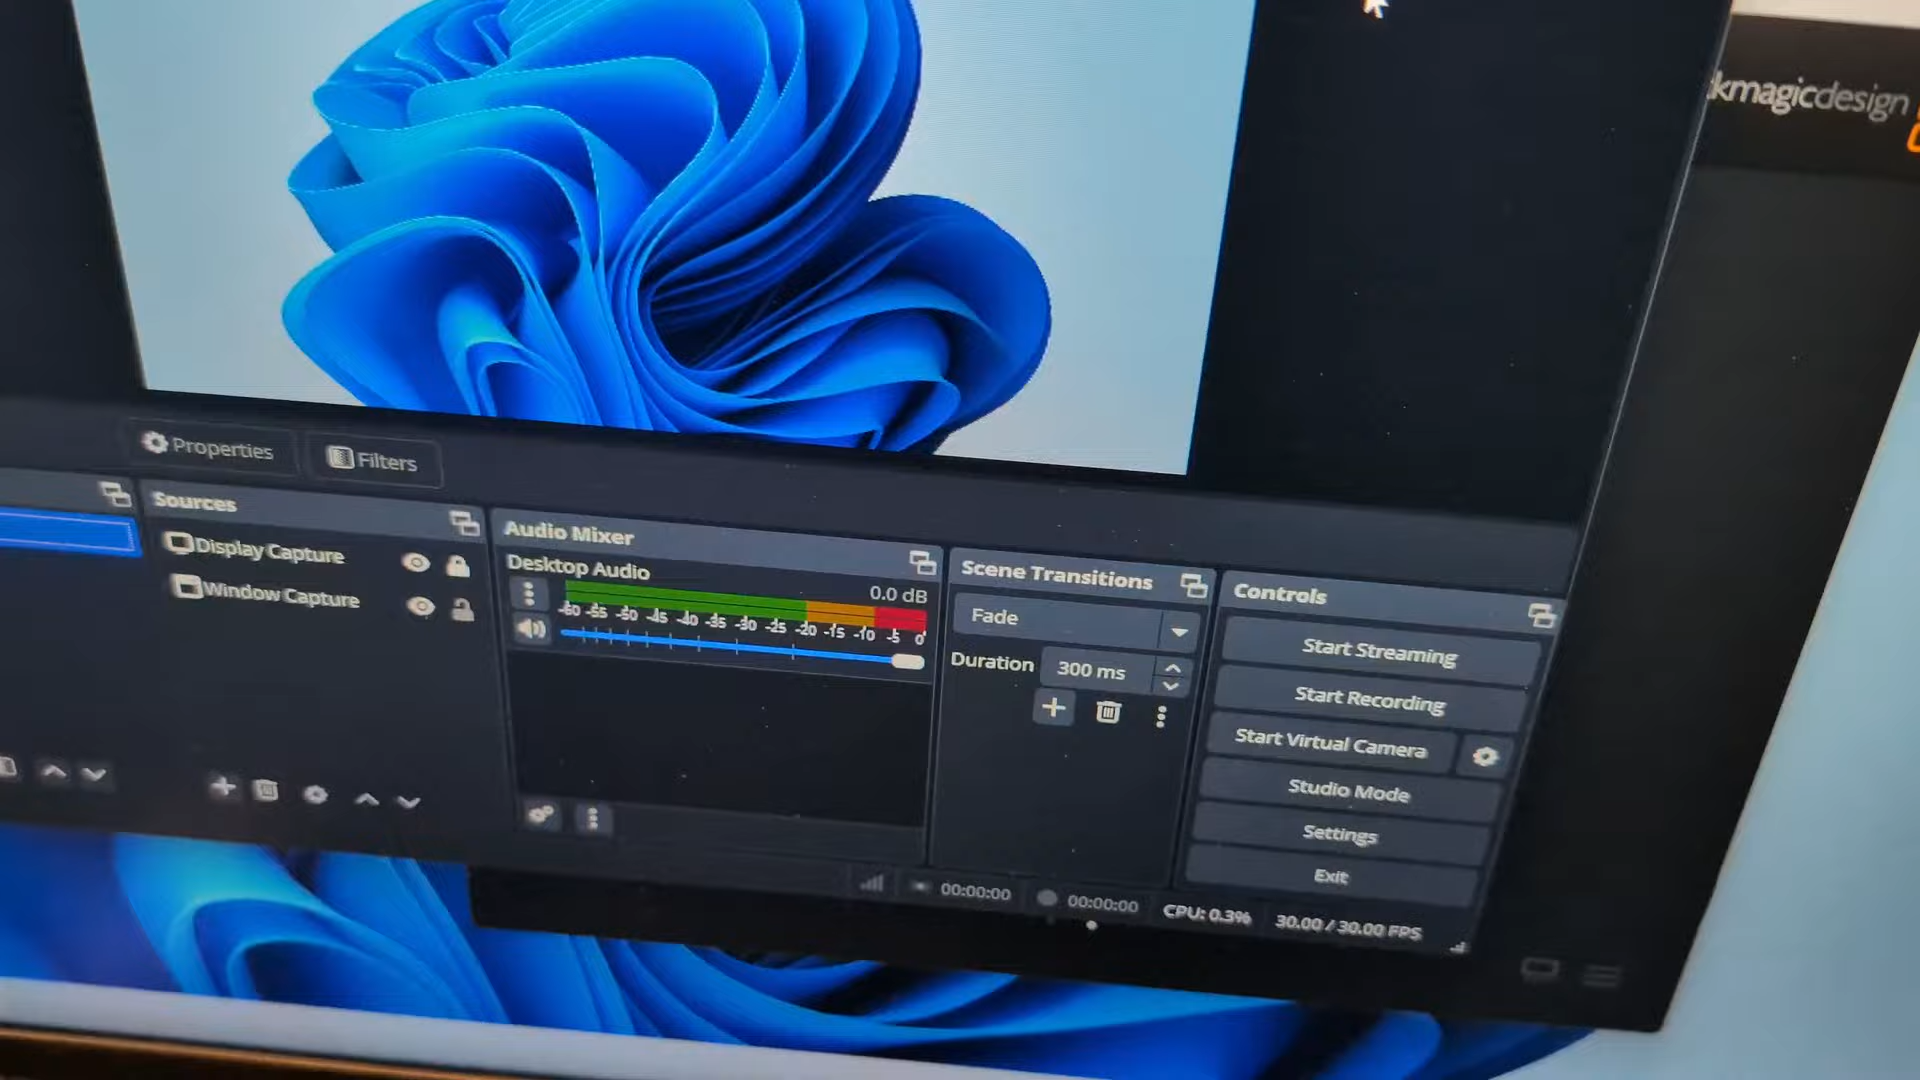 kmagicdesign
Properties
Filters
Sources
Display Capture
Window Capture
Audio Mixer
Desktop Audio
0.0 dB
-60 -55 -50 -45 -40 -35 -30 -25 -20 -15 -10 -5 0
Scene Transitions
Fade
Duration
300 ms
Controls
Start Streaming
Start Recording
Start Virtual Camera
Studio Mode
Settings
Exit
00:00:00
00:00:00
CPU: 0.3%
30.00 / 30.00 FPS